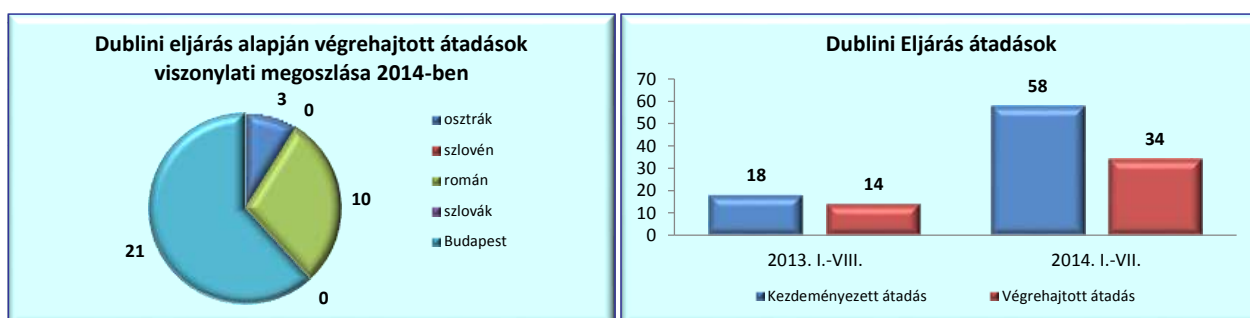 Dublini eljárás alapján végrehajtott átadások
viszonylati megoszlása 2014-ben
3
0
10
0
21
osztrák
szlovén
román
szlovák
Budapest
Dublini Eljárás átadások
70
60
50
40
30
20
10
0
18
14
58
34
2013. I.-VIII.
2014. I.-VII.
Kezdeményezett átadás
Végrehajtott átadás